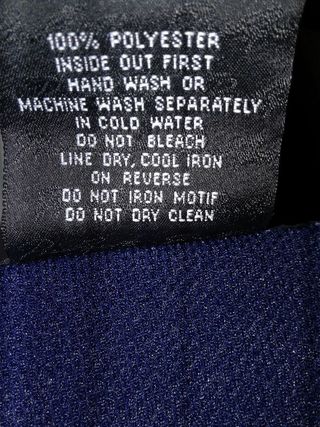 100% POLYESTER
INSIDE OUT FIRST
HAND WASH OR
MACHINE WASH SEPARATELY
IN COLD WATER
DO NOT BLEACH
LINE DRY, COOL IRON
ON REVERSE
DO NOT IRON MOTIF
DO NOT DRY CLEAN